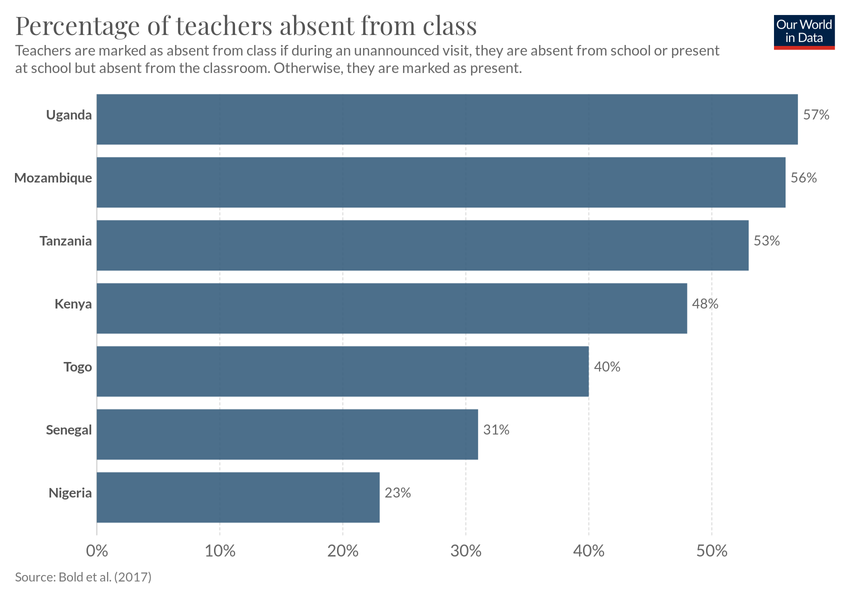 Percentage of teachers absent from class
Our World
in Data
Teachers are marked as absent from class if during an unannounced visit, they are absent from school or present
at school but absent from the classroom. Otherwise, they are marked as present.
Uganda 57%
Mozambique 56%
Tanzania 53%
Kenya 48%
Togo 40%
Senegal 31%
Nigeria 23%
0% 10% 20% 30% 40% 50%
Source: Bold et al. (2017)